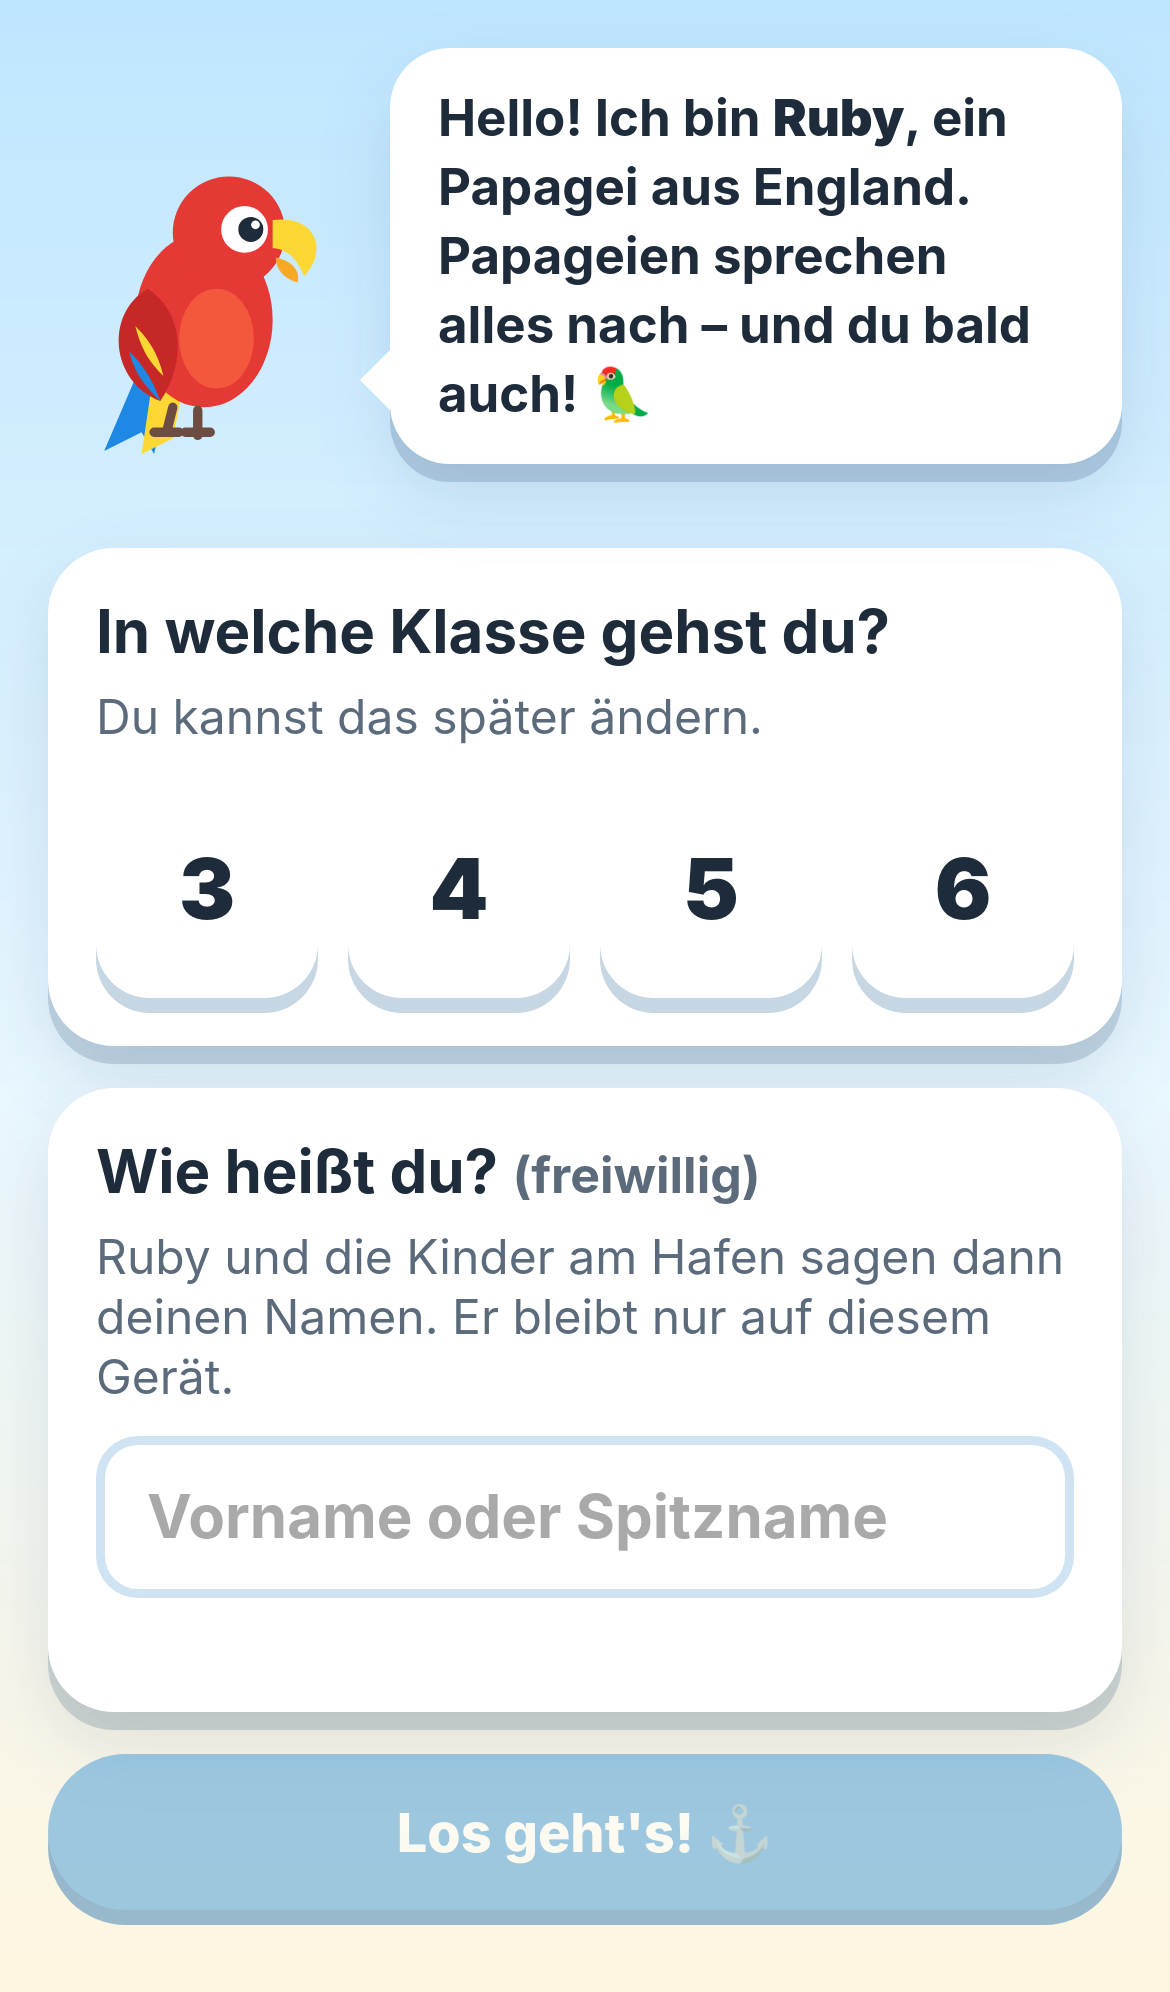 Hello! Ich bin Ruby, ein
Papagei aus England.
Papageien sprechen
alles nach – und du bald
auch! 🦜
In welche Klasse gehst du?
Du kannst das später ändern.
3 4 5 6
Wie heißt du? (freiwillig)
Ruby und die Kinder am Hafen sagen dann
deinen Namen. Er bleibt nur auf diesem
Gerät.
Vorname oder Spitzname
Los geht's! ⚓